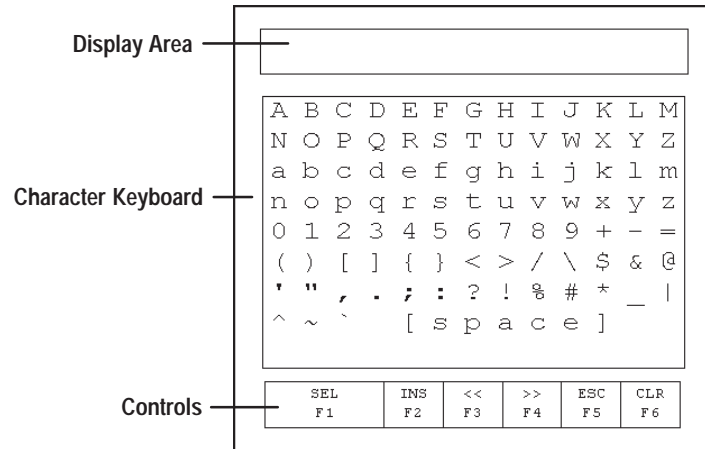 Display Area
A B C D E F G H I J K L M
N O P Q R S T U V W X Y Z
a b c d e f g h i j k l m
Character Keyboard
n o p q r s t u v w x y z
0 1 2 3 4 5 6 7 8 9 + - =
( ) [ ] { } < > / \ $ & @
' " , . ; : ? ! % # * _ |
^ ~ ` [ s p a c e ]
Controls
SEL INS << >> ESC CLR
F1 F2 F3 F4 F5 F6